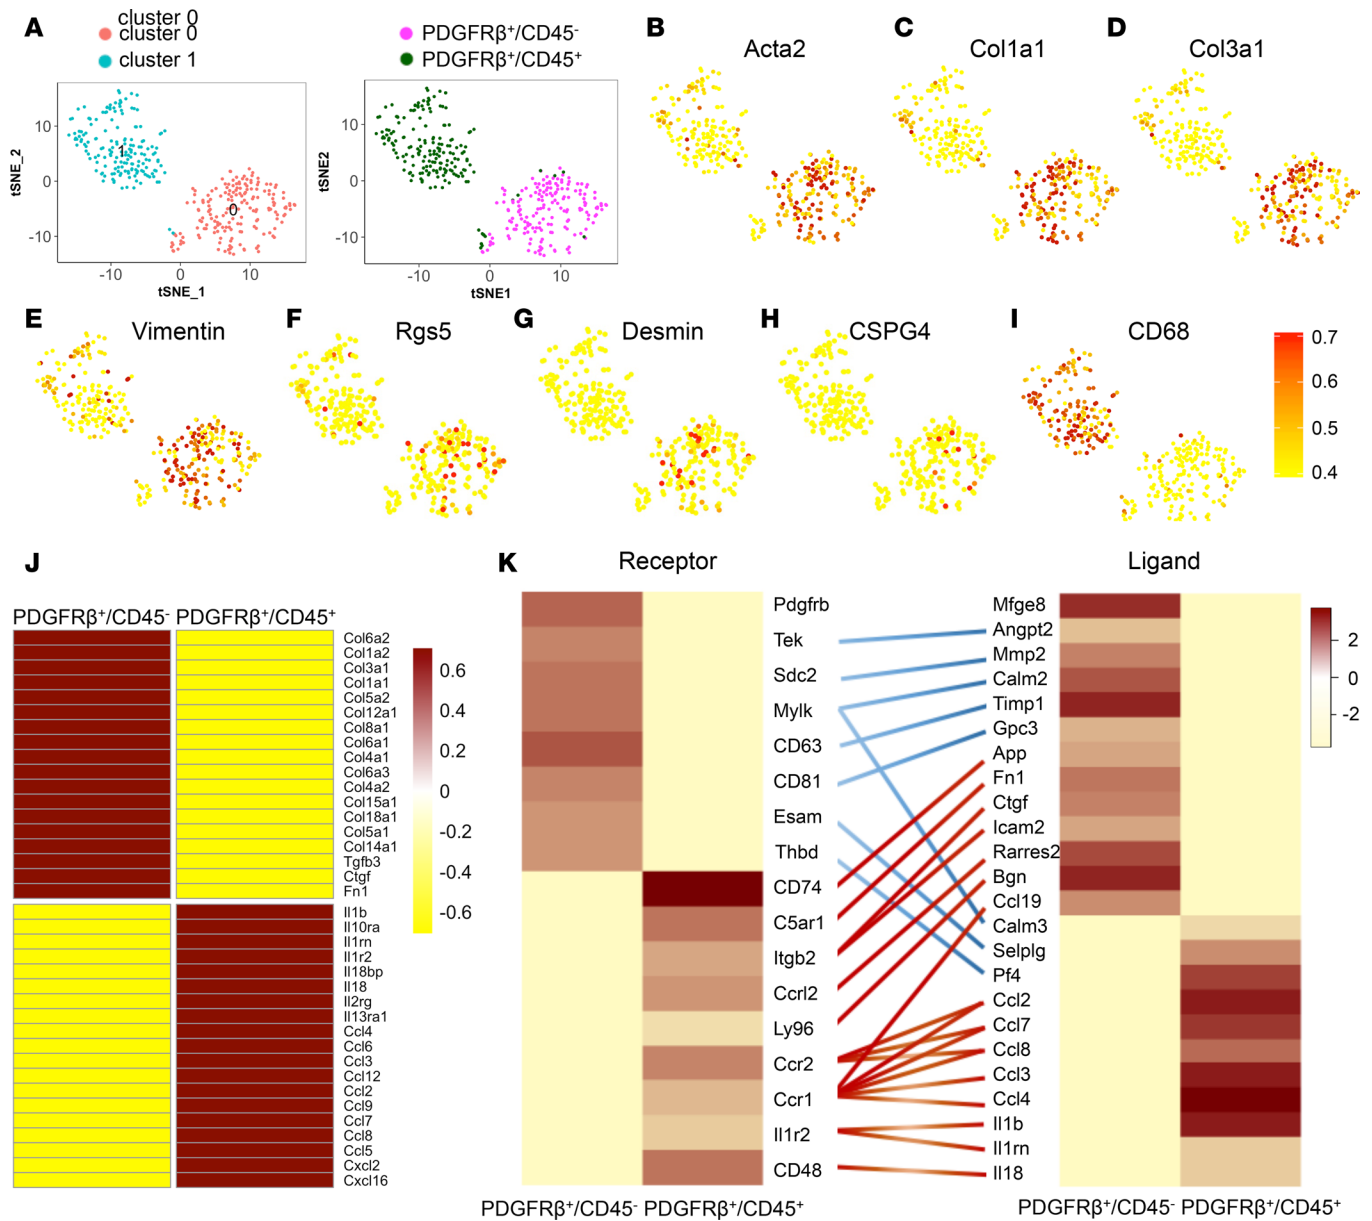 A
cluster 0
cluster 0
cluster 1
PDGFRβ+/CD45-
PDGFRβ+/CD45+
B
Acta2
C
Col1a1
D
Col3a1
tSNE_2
10
0
-10
1
0
-10
0
10
tSNE_1
tSNE2
10
0
-10
-10
0
10
tSNE1
E
Vimentin
F
Rgs5
G
Desmin
H
CSPG4
I
CD68
0.7
0.6
0.5
0.4
J
PDGFRβ+/CD45-
PDGFRβ+/CD45+
Col6a2
Col1a2
Col3a1
Col1a1
Col5a2
Col12a1
Col8a1
Col6a1
Col4a1
Col6a3
Col4a2
Col15a1
Col18a1
Col5a1
Col14a1
Tgfb3
Ctgf
Fn1
Il1b
Il10ra
Il1rn
Il1r2
Il18bp
Il18
Il2rg
Il13ra1
Ccl4
Ccl6
Ccl3
Ccl12
Ccl2
Ccl9
Ccl7
Ccl8
Ccl5
Cxcl2
Cxcl16
0.6
0.4
0.2
0
-0.2
-0.4
-0.6
K
Receptor
Pdgfrb
Tek
Sdc2
Mylk
CD63
CD81
Esam
Thbd
CD74
C5ar1
Itgb2
Ccrl2
Ly96
Ccr2
Ccr1
Il1r2
CD48
PDGFRβ+/CD45-
PDGFRβ+/CD45+
Ligand
Mfge8
Angpt2
Mmp2
Calm2
Timp1
Gpc3
App
Fn1
Ctgf
Icam2
Rarres2
Bgn
Ccl19
Calm3
Selplg
Pf4
Ccl2
Ccl7
Ccl8
Ccl3
Ccl4
Il1b
Il1rn
Il18
PDGFRβ+/CD45-
PDGFRβ+/CD45+
2
0
-2